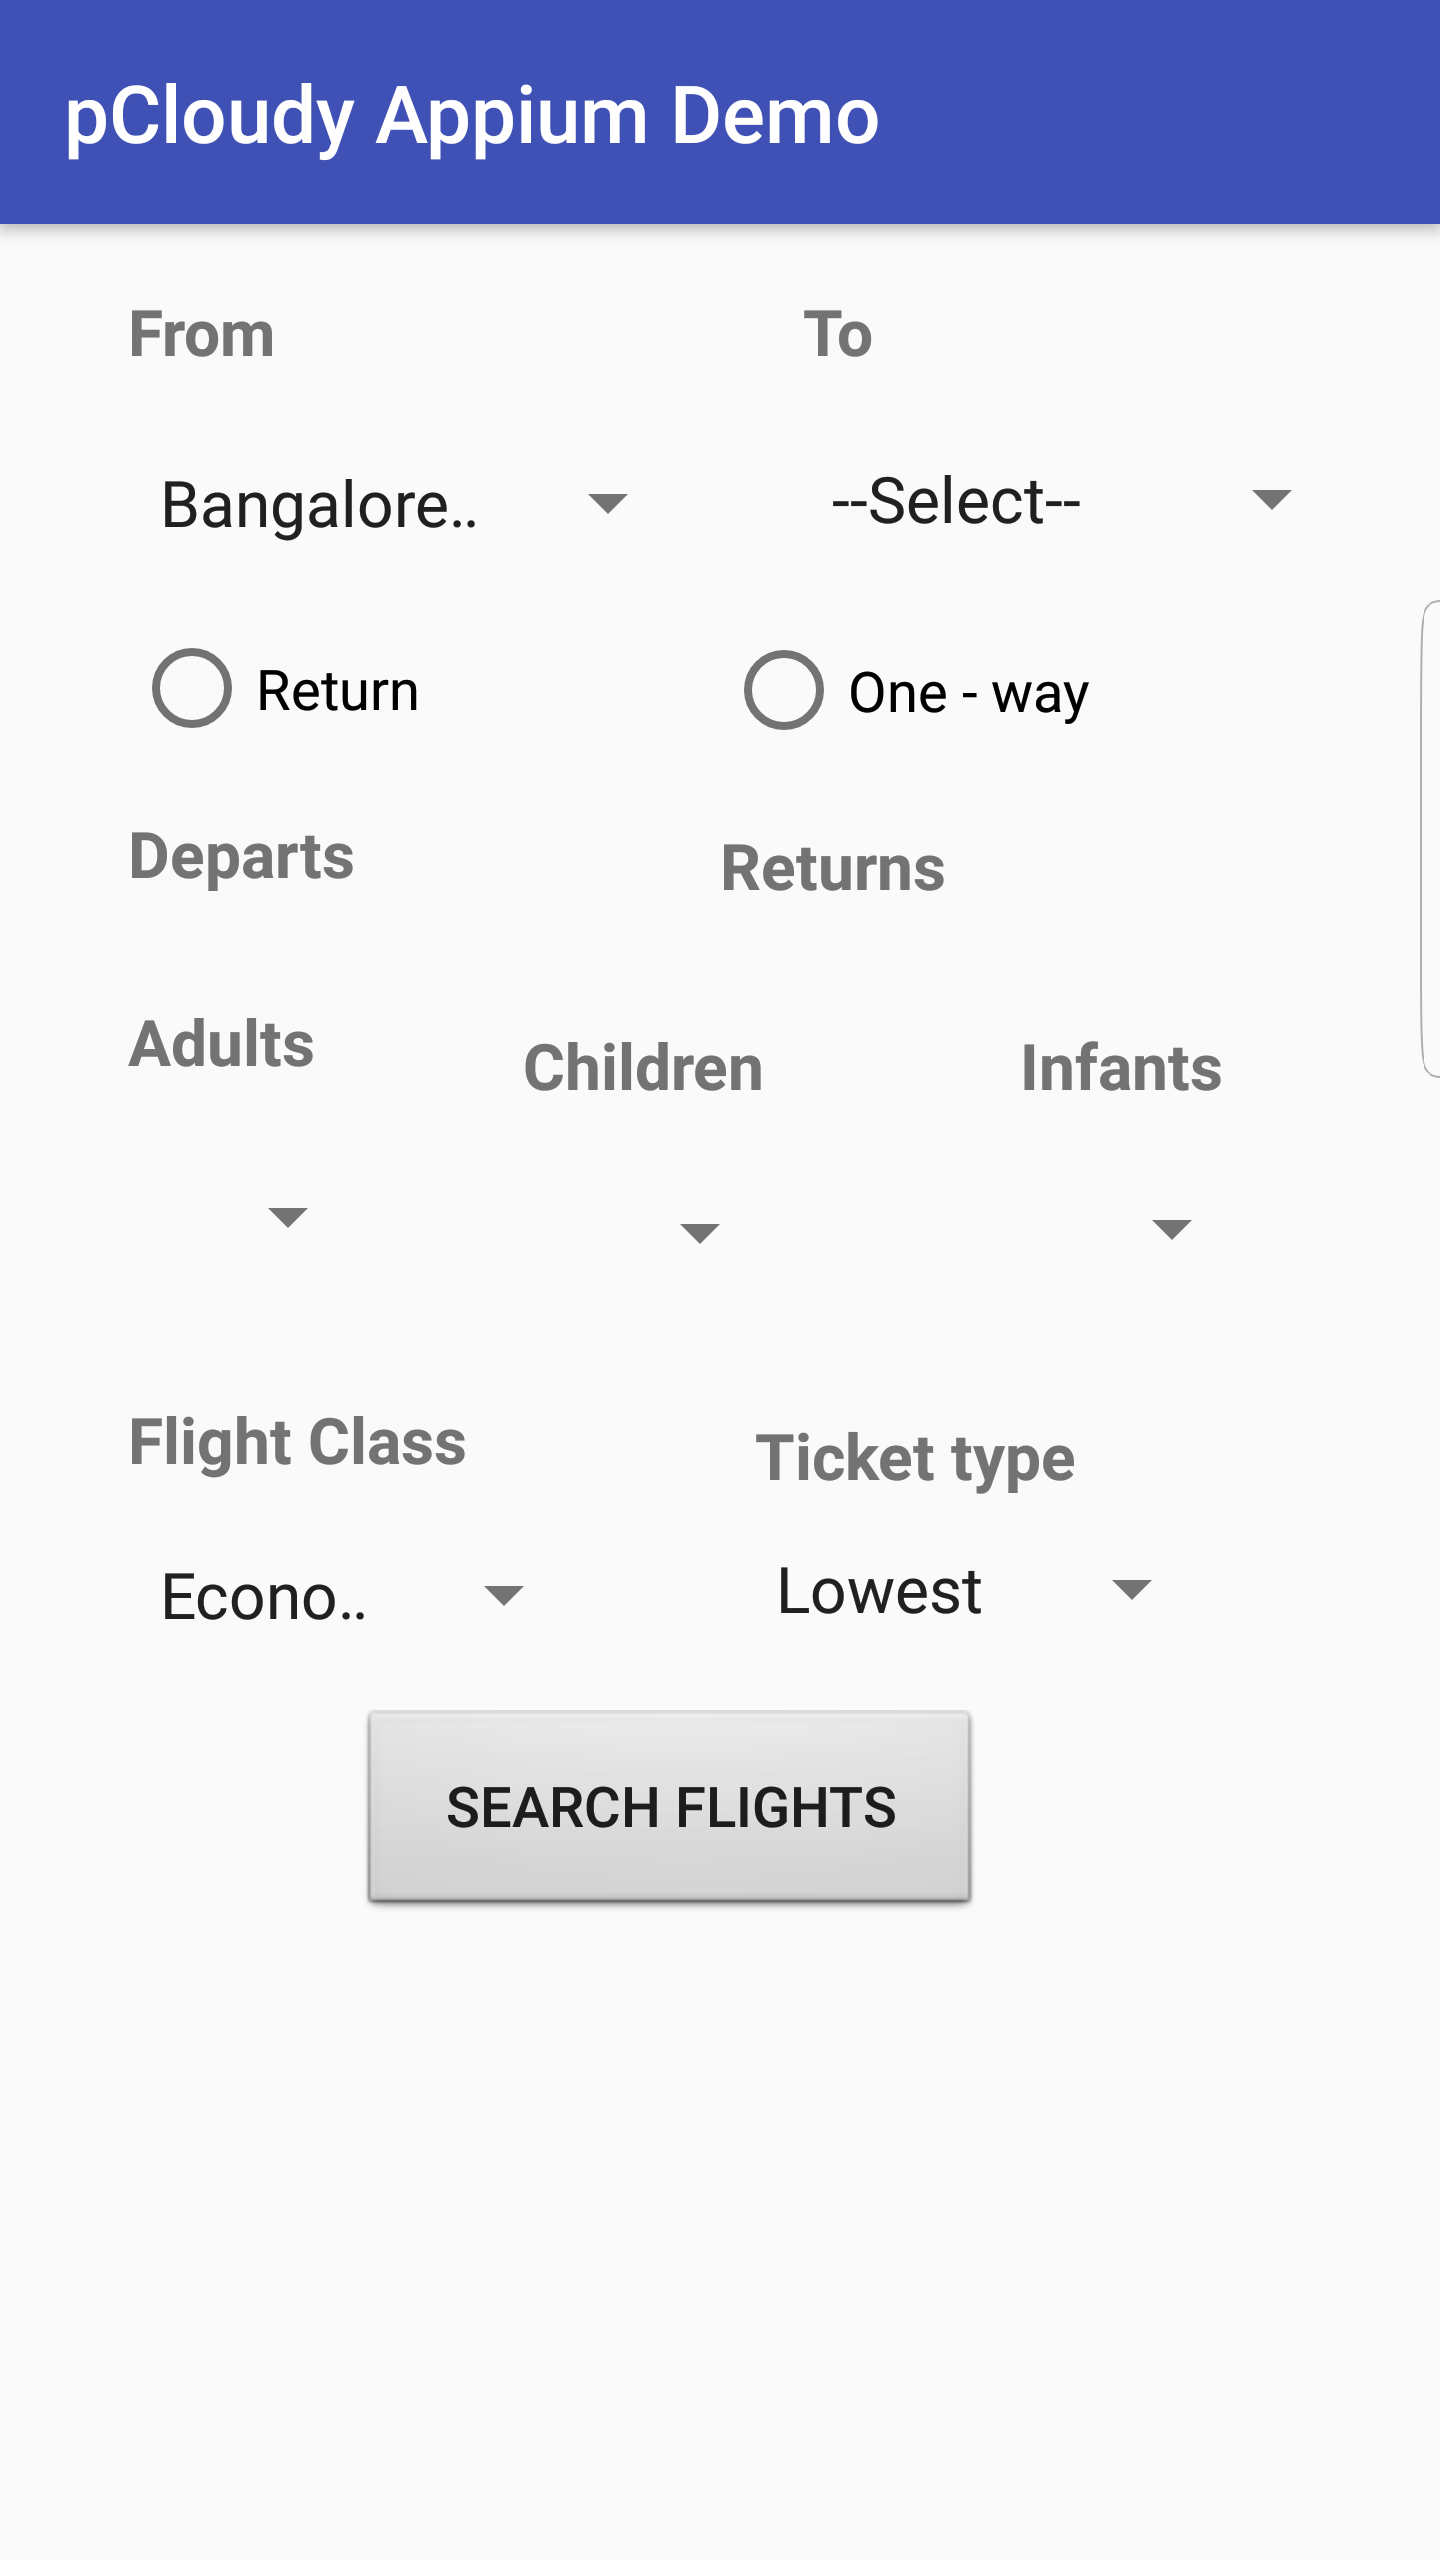 pCloudy Appium Demo
From To
Bangalore.. --Select--
Return One - way
Departs Returns
Adults Children Infants
Flight Class Ticket type
Econo.. Lowest
SEARCH FLIGHTS